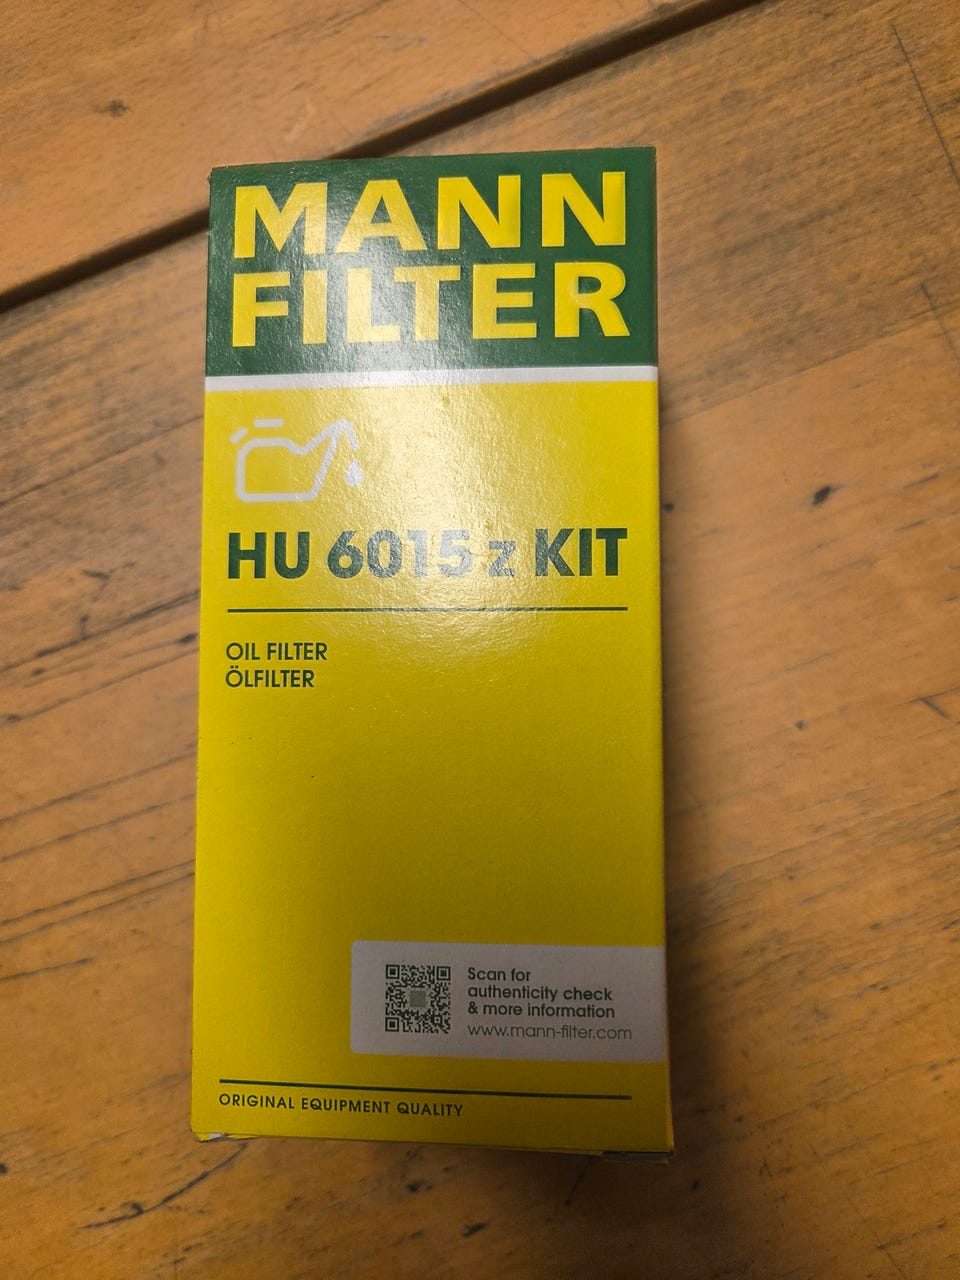 MANN
FILTER
HU 6015 z KIT
OIL FILTER
ÖLFILTER
Scan for
authenticity check
& more information
www.mann-filter.com
ORIGINAL EQUIPMENT QUALITY